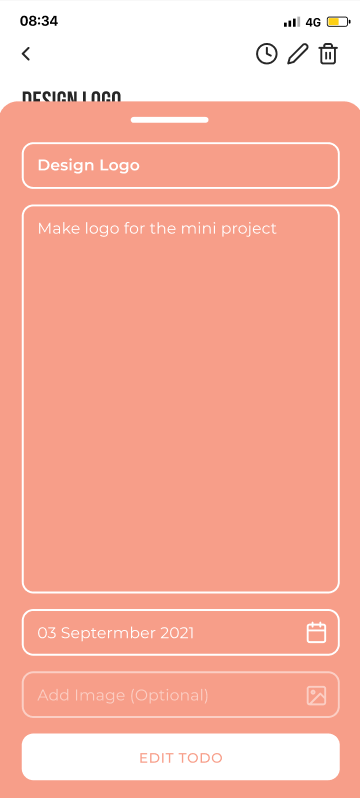 08:34
4G
DESIGN LOGO
Design Logo
Make logo for the mini project
03 Septermber 2021
Add Image (Optional)
EDIT TODO